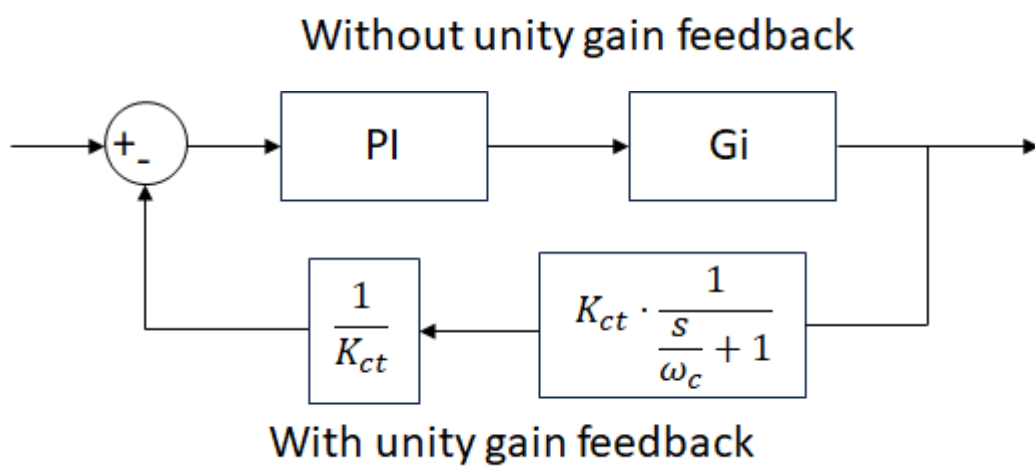 Without unity gain feedback
+
-
PI
Gi
1
K_ct
K_ct · 1
s
ω_c
+ 1
With unity gain feedback